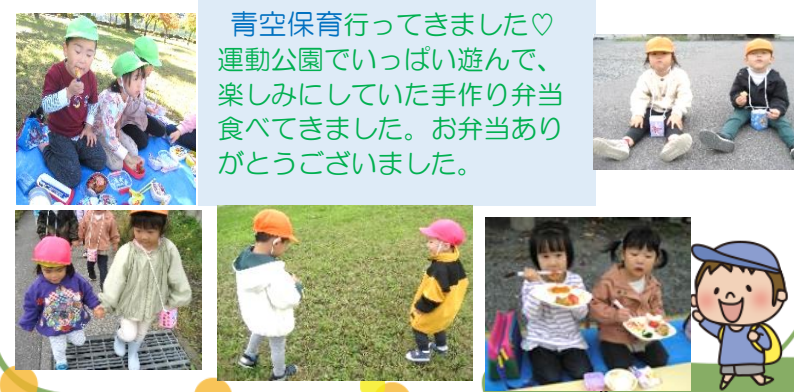 青空保育行ってきました♡
運動公園でいっぱい遊んで、
楽しみにしていた手作り弁当
食べてきました。お弁当あり
がとうございました。